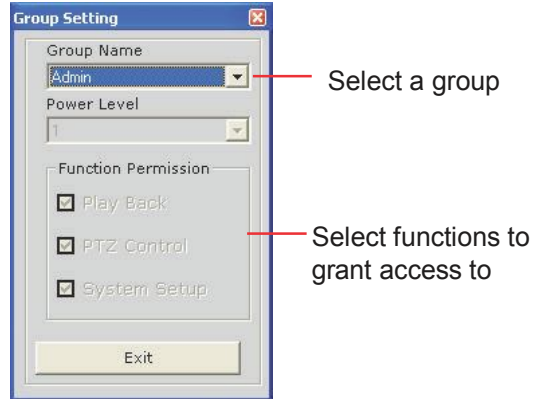 Group Setting
Group Name
Admin
Select a group
Power Level
1
Function Permission
Play Back
PTZ Control
System Setup
Select functions to
grant access to
Exit